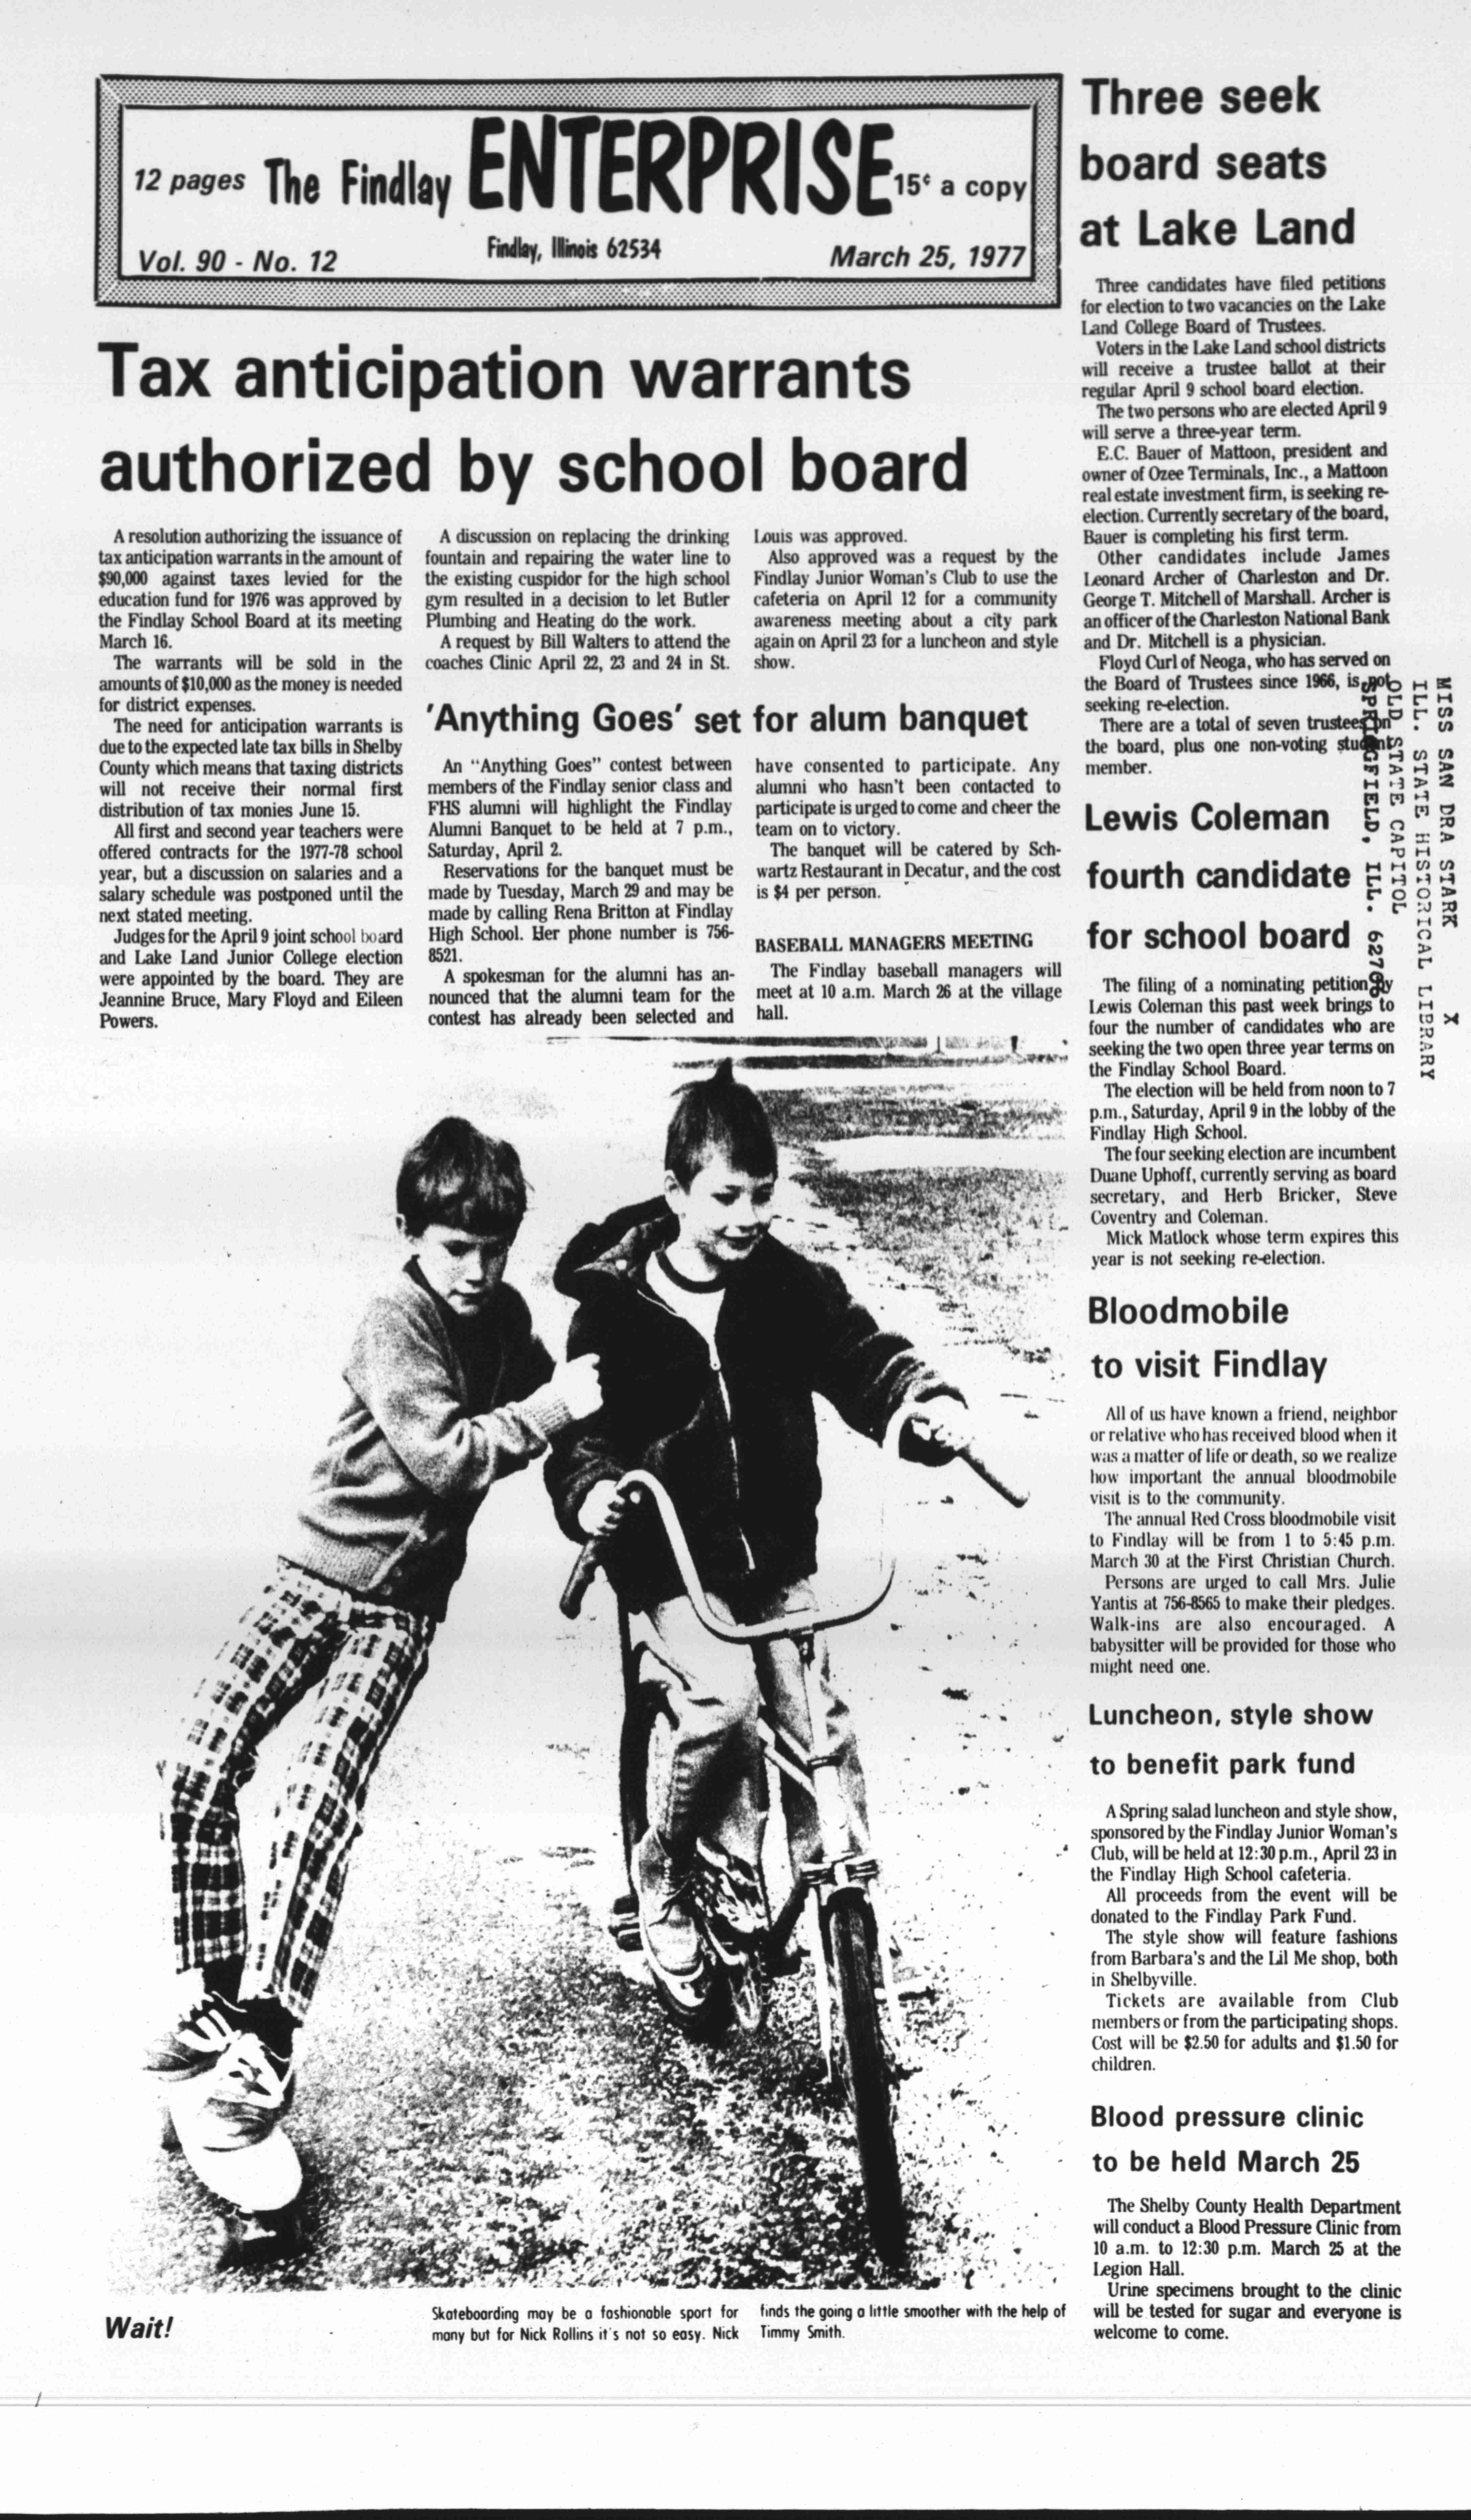 12 pages The Findlay ENTERPRISE 15¢ a copy
Vol. 90 - No. 12 Findlay, Illinois 62534 March 25, 1977
Tax anticipation warrants
authorized by school board
A resolution authorizing the issuance of
tax anticipation warrants in the amount of
$90,000 against taxes levied for the
education fund for 1976 was approved by
the Findlay School Board at its meeting
March 16.
The warrants will be sold in the
amounts of $10,000 as the money is needed
for district expenses.
The need for anticipation warrants is
due to the expected late tax bills in Shelby
County which means that taxing districts
will not receive their normal first
distribution of tax monies June 15.
All first and second year teachers were
offered contracts for the 1977-78 school
year, but a discussion on salaries and a
salary schedule was postponed until the
next stated meeting.
Judges for the April 9 joint school board
and Lake Land Junior College election
were appointed by the board. They are
Jeannine Bruce, Mary Floyd and Eileen
Powers.
A discussion on replacing the drinking
fountain and repairing the water line to
the existing cuspidor for the high school
gym resulted in a decision to let Butler
Plumbing and Heating do the work.
A request by Bill Walters to attend the
coaches Clinic April 22, 23 and 24 in St.
Louis was approved.
Also approved was a request by the
Findlay Junior Woman's Club to use the
cafeteria on April 12 for a community
awareness meeting about a city park
again on April 23 for a luncheon and style
show.
'Anything Goes' set for alum banquet
An "Anything Goes" contest between
members of the Findlay senior class and
FHS alumni will highlight the Findlay
Alumni Banquet to be held at 7 p.m.,
Saturday, April 2.
Reservations for the banquet must be
made by Tuesday, March 29 and may be
made by calling Rena Britton at Findlay
High School. Her phone number is 756-
8521.
A spokesman for the alumni has an-
nounced that the alumni team for the
contest has already been selected and
have consented to participate. Any
alumni who hasn't been contacted to
participate is urged to come and cheer the
team on to victory.
The banquet will be catered by Sch-
wartz Restaurant in Decatur, and the cost
is $4 per person.
BASEBALL MANAGERS MEETING
The Findlay baseball managers will
meet at 10 a.m. March 26 at the village
hall.
Wait!
Skateboarding may be a fashionable sport for
many but for Nick Rollins it's not so easy. Nick
finds the going a little smoother with the help of
Timmy Smith.
Three seek
board seats
at Lake Land
Three candidates have filed petitions
for election to two vacancies on the Lake
Land College Board of Trustees.
Voters in the Lake Land school districts
will receive a trustee ballot at their
regular April 9 school board election.
The two persons who are elected April 9
will serve a three-year term.
E.C. Bauer of Mattoon, president and
owner of Ozee Terminals, Inc., a Mattoon
real estate investment firm, is seeking re-
election. Currently secretary of the board,
Bauer is completing his first term.
Other candidates include James
Leonard Archer of Charleston and Dr.
George T. Mitchell of Marshall. Archer is
an officer of the Charleston National Bank
and Dr. Mitchell is a physician.
Floyd Curl of Neoga, who has served on
the Board of Trustees since 1966, is not
seeking re-election.
There are a total of seven trustees on
the board, plus one non-voting student
member.
MISS SAN DRA STARK X
ILL. STATE HISTORICAL LIBRARY
OLD STATE CAPITOL
SPRINGFIELD, ILL. 62706
Lewis Coleman
fourth candidate
for school board
The filing of a nominating petition by
Lewis Coleman this past week brings to
four the number of candidates who are
seeking the two open three year terms on
the Findlay School Board.
The election will be held from noon to 7
p.m., Saturday, April 9 in the lobby of the
Findlay High School.
The four seeking election are incumbent
Duane Uphoff, currently serving as board
secretary, and Herb Bricker, Steve
Coventry and Coleman.
Mick Matlock whose term expires this
year is not seeking re-election.
Bloodmobile
to visit Findlay
All of us have known a friend, neighbor
or relative who has received blood when it
was a matter of life or death, so we realize
how important the annual bloodmobile
visit is to the community.
The annual Red Cross bloodmobile visit
to Findlay will be from 1 to 5:45 p.m.
March 30 at the First Christian Church.
Persons are urged to call Mrs. Julie
Yantis at 756-8565 to make their pledges.
Walk-ins are also encouraged. A
babysitter will be provided for those who
might need one.
Luncheon, style show
to benefit park fund
A Spring salad luncheon and style show,
sponsored by the Findlay Junior Woman's
Club, will be held at 12:30 p.m., April 23 in
the Findlay High School cafeteria.
All proceeds from the event will be
donated to the Findlay Park Fund.
The style show will feature fashions
from Barbara's and the Lil Me shop, both
in Shelbyville.
Tickets are available from Club
members or from the participating shops.
Cost will be $2.50 for adults and $1.50 for
children.
Blood pressure clinic
to be held March 25
The Shelby County Health Department
will conduct a Blood Pressure Clinic from
10 a.m. to 12:30 p.m. March 25 at the
Legion Hall.
Urine specimens brought to the clinic
will be tested for sugar and everyone is
welcome to come.